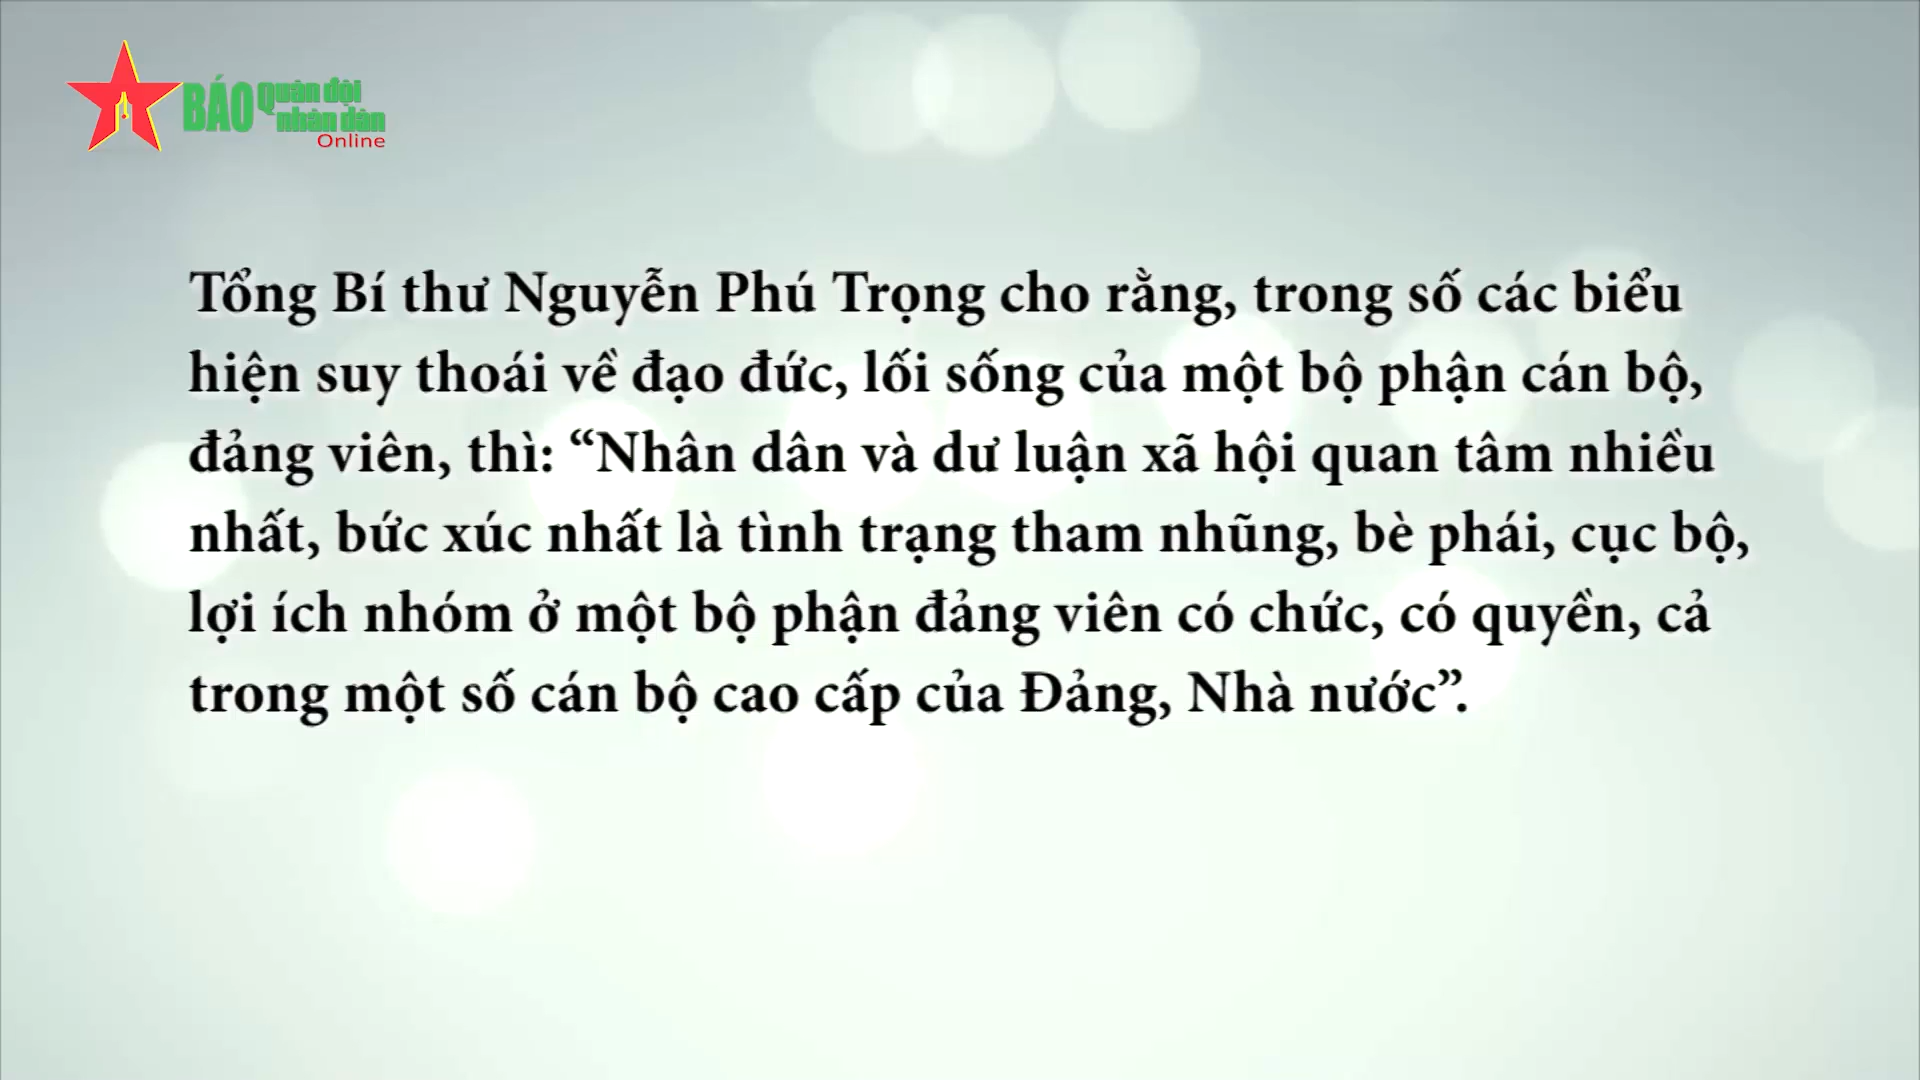 BÁO Quân đội
nhân dân
Online
Tổng Bí thư Nguyễn Phú Trọng cho rằng, trong số các biểu
hiện suy thoái về đạo đức, lối sống của một bộ phận cán bộ,
đảng viên, thì: “Nhân dân và dư luận xã hội quan tâm nhiều
nhất, bức xúc nhất là tình trạng tham nhũng, bè phái, cục bộ,
lợi ích nhóm ở một bộ phận đảng viên có chức, có quyền, cả
trong một số cán bộ cao cấp của Đảng, Nhà nước”.